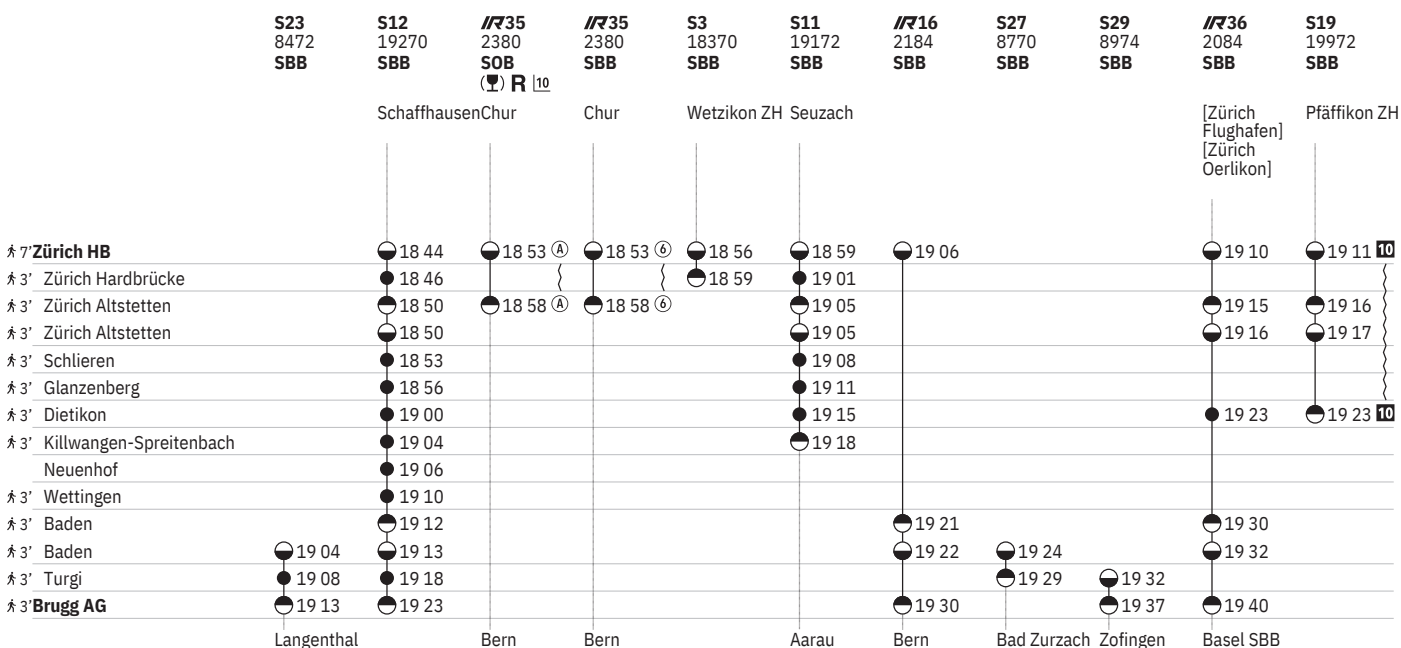 S23 S12 IR35 IR35 S3 S11 IR16 S27 S29 IR36 S19
8472 19270 2380 2380 18370 19172 2184 8770 8974 2084 19972
SBB SBB SOB SBB SBB SBB SBB SBB SBB SBB SBB
( ) R 10
Schaffhausen Chur Chur Wetzikon ZH Seuzach [Zürich Pfäffikon ZH
Flughafen]
[Zürich
Oerlikon]
7’ Zürich HB 18 44 18 53 A 18 53 6 18 56 18 59 19 06 19 10 19 11 10
3’ Zürich Hardbrücke 18 46 18 59 19 01
3’ Zürich Altstetten 18 50 18 58 A 18 58 6 19 05 19 15 19 16
3’ Zürich Altstetten 18 50 19 05 19 16 19 17
3’ Schlieren 18 53 19 08
3’ Glanzenberg 18 56 19 11
3’ Dietikon 19 00 19 15 19 23 19 23 10
3’ Killwangen-Spreitenbach 19 04 19 18
Neuenhof 19 06
3’ Wettingen 19 10
3’ Baden 19 12 19 21 19 30
3’ Baden 19 04 19 13 19 22 19 24 19 32
3’ Turgi 19 08 19 18 19 29 19 32
3’ Brugg AG 19 13 19 23 19 30 19 37 19 40
Langenthal Bern Bern Aarau Bern Bad Zurzach Zofingen Basel SBB